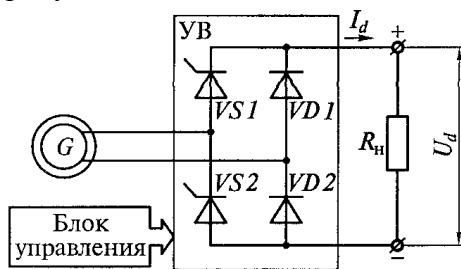 УВ
I_d
+
VS1
VD1
G
R_н
U_d
VS2
VD2
Блок
управления
−